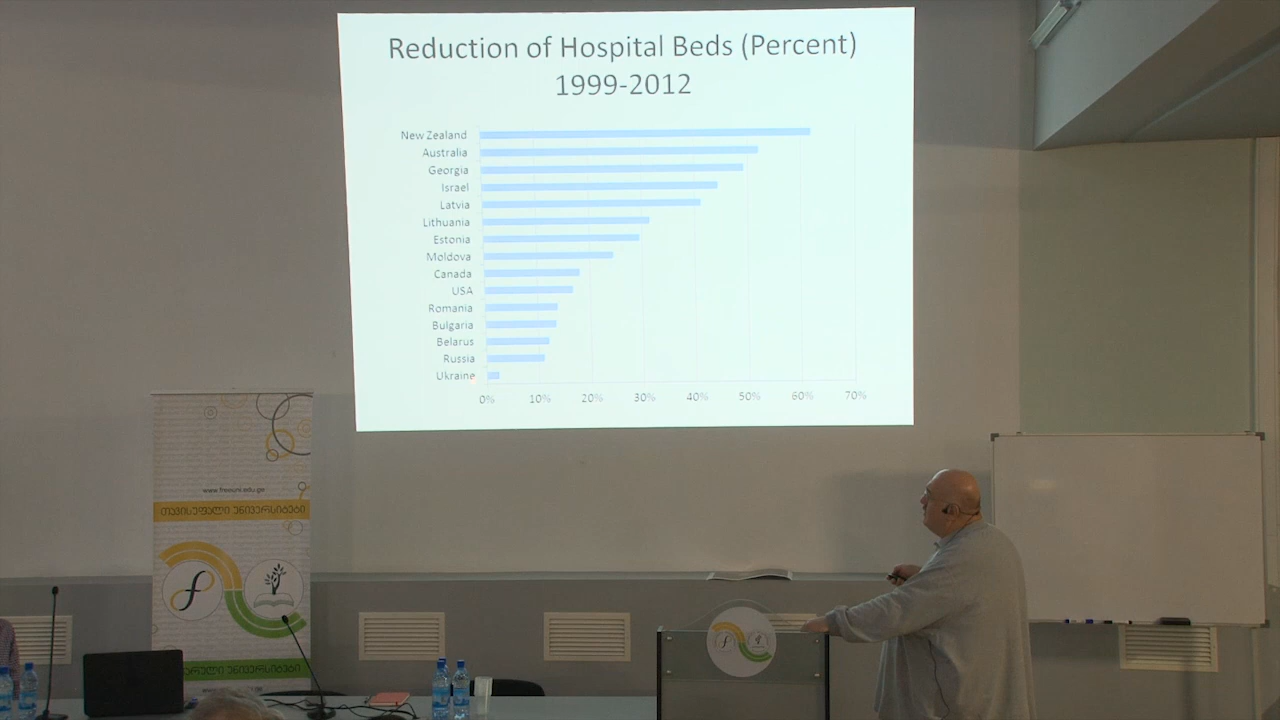 Reduction of Hospital Beds (Percent)
1999-2012
New Zealand
Australia
Georgia
Israel
Latvia
Lithuania
Estonia
Moldova
Canada
USA
Romania
Bulgaria
Belarus
Russia
Ukraine
0% 10% 20% 30% 40% 50% 60% 70%
www.freeuni.edu.ge
თავისუფალი უნივერსიტეტი
უნივერსიტეტი